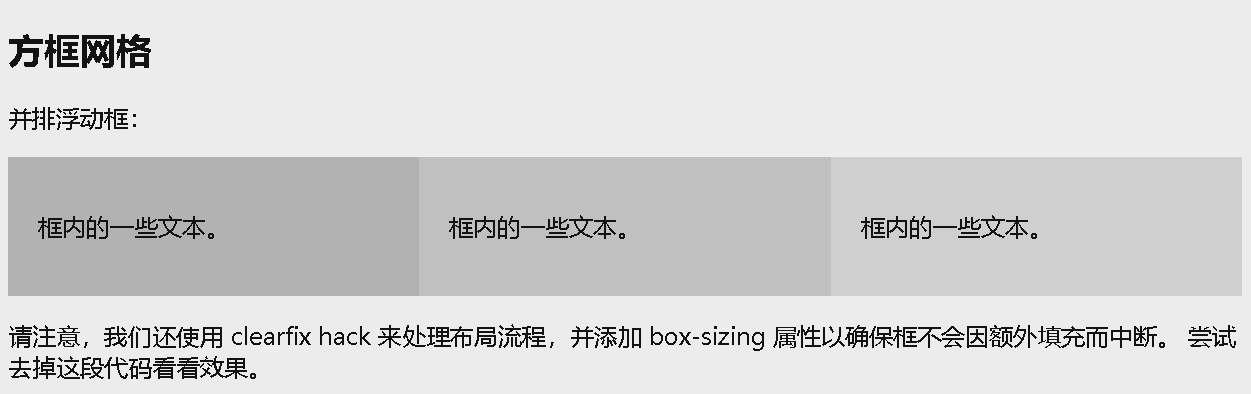 方框网格
并排浮动框：
框内的一些文本。
框内的一些文本。
框内的一些文本。
请注意，我们还使用 clearfix hack 来处理布局流程，并添加 box-sizing 属性以确保框不会因额外填充而中断。 尝试
去掉这段代码看看效果。